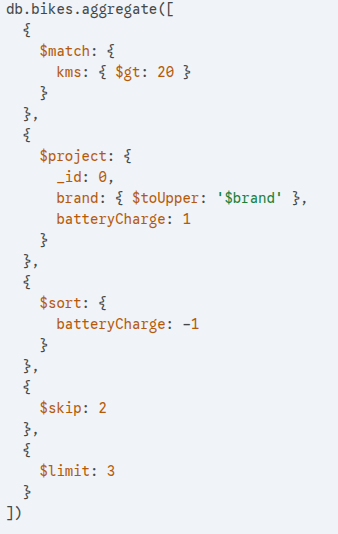 db.bikes.aggregate([
  {
    $match: {
      kms: { $gt: 20 }
    }
  },
  {
    $project: {
      _id: 0,
      brand: { $toUpper: '$brand' },
      batteryCharge: 1
    }
  },
  {
    $sort: {
      batteryCharge: -1
    }
  },
  {
    $skip: 2
  },
  {
    $limit: 3
  }
])